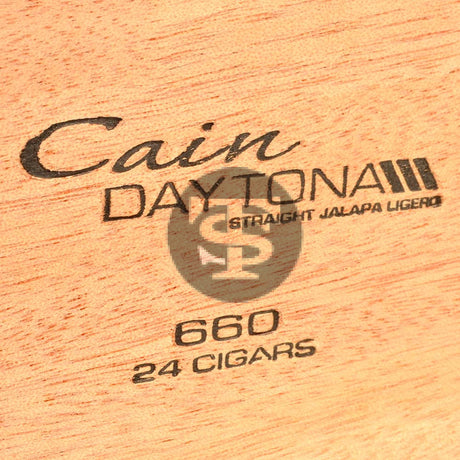 Cain
DAYTONA
STRAIGHT JALAPA LIGERO
660
24 CIGARS